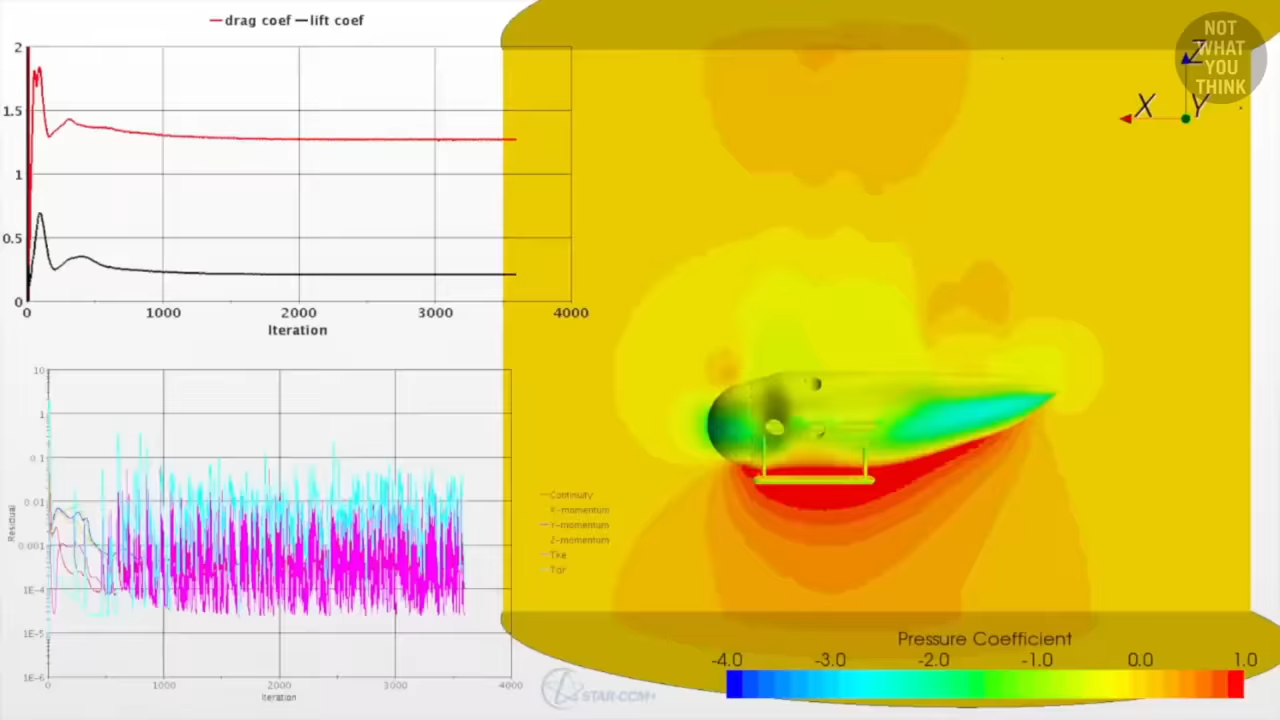 drag coef lift coef
2
1.5
1
0.5
0
0
1000
2000
3000
4000
Iteration
10
1
0.1
0.01
0.001
1E-4
1E-5
1E-6
Residual
0
1000
2000
3000
4000
Iteration
Continuity
X-momentum
Y-momentum
Z-momentum
Tke
STAR-CCM+
NOT
WHAT
YOU
THINK
Z
X
Y
Pressure Coefficient
-4.0
-3.0
-2.0
-1.0
0.0
1.0